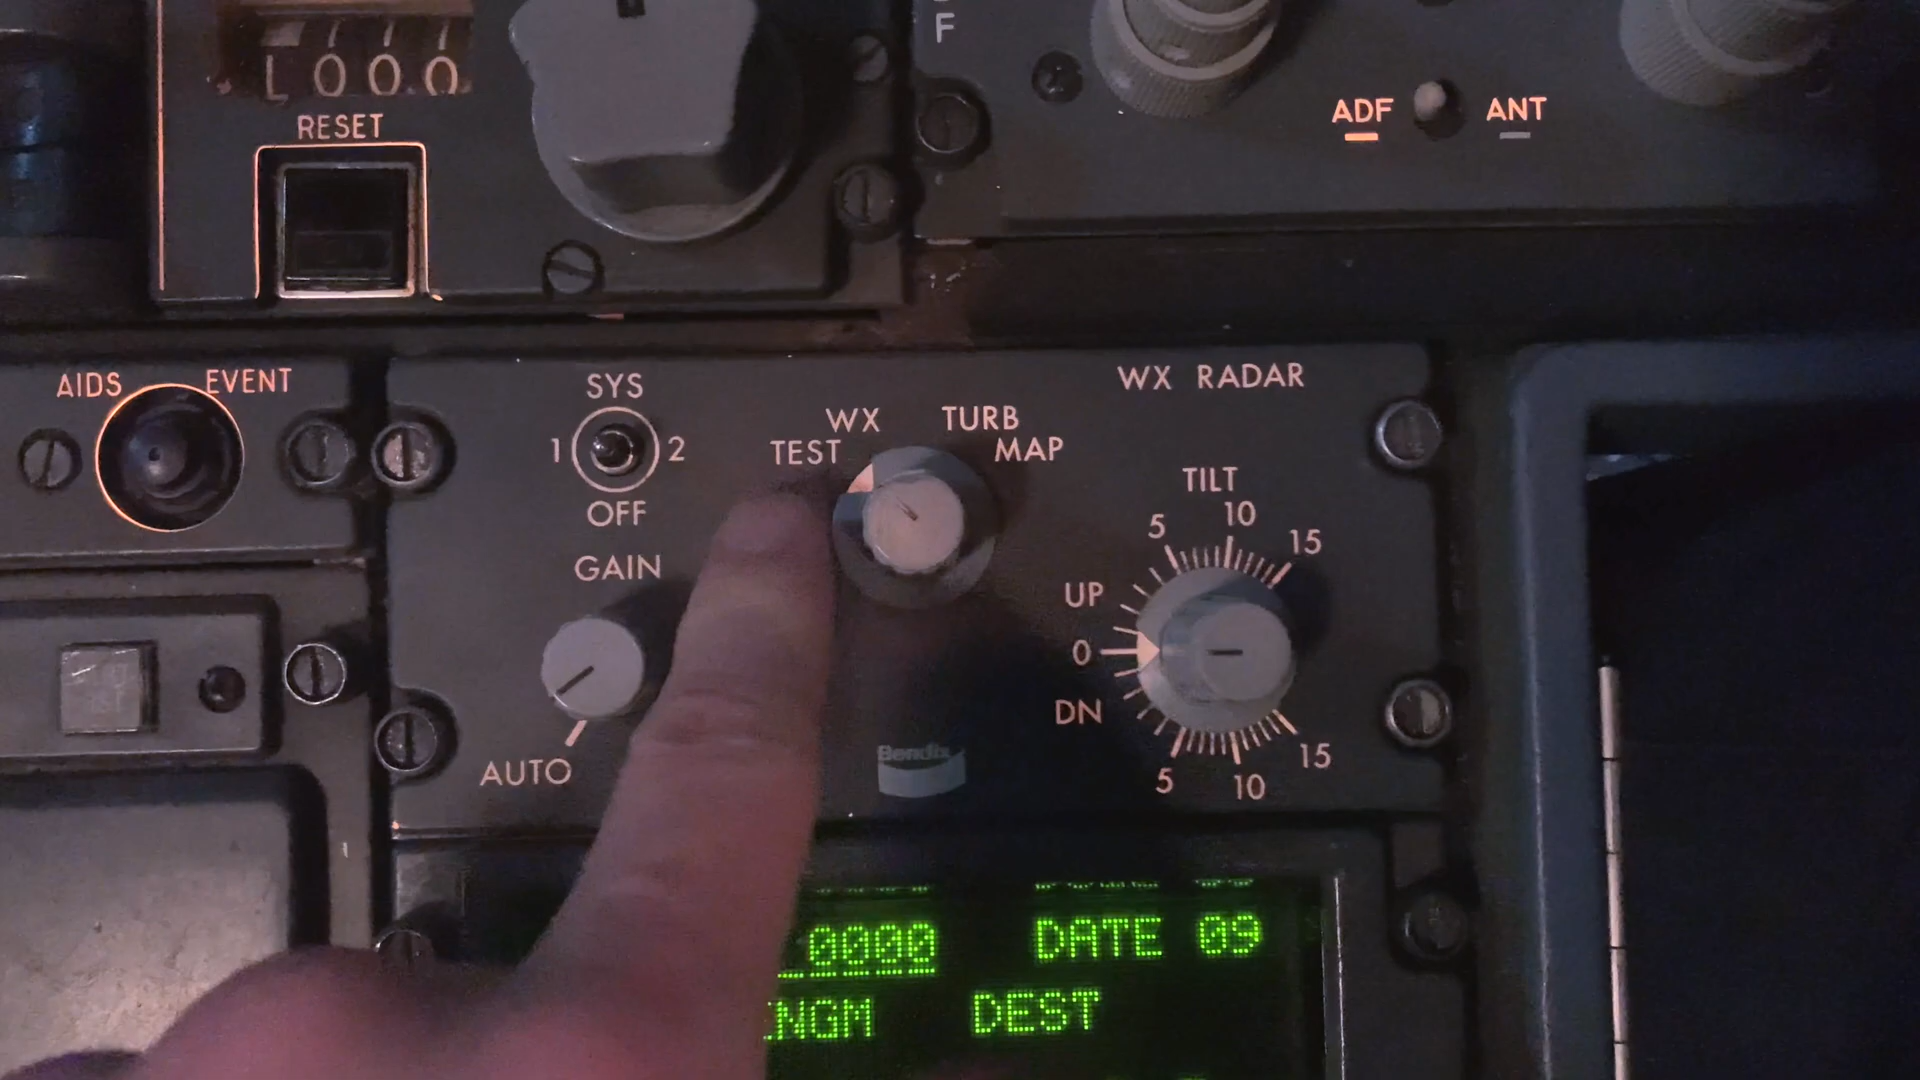 L000
RESET
F
ADF
ANT
AIDS
EVENT
SYS
1
2
OFF
GAIN
AUTO
TEST
WX
TURB
MAP
WX RADAR
TILT
5
10
15
UP
0
DN
5
10
15
Bendix
0000 DATE 09
NGM DEST